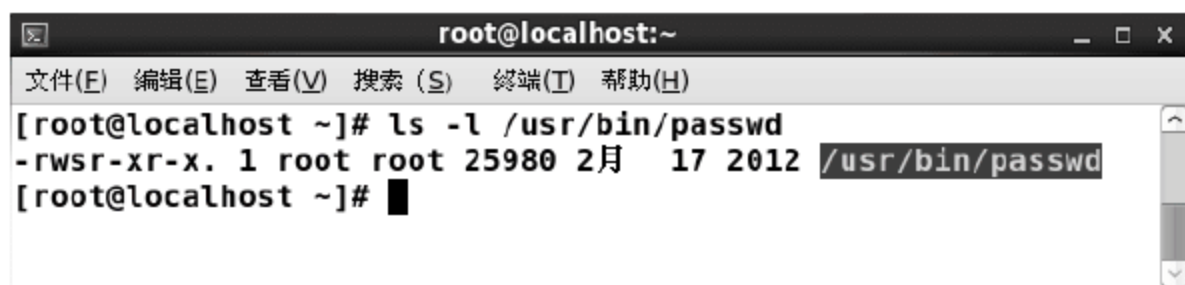 root@localhost:~
文件(F) 编辑(E) 查看(V) 搜索 (S) 终端(T) 帮助(H)
[root@localhost ~]# ls -l /usr/bin/passwd
-rwsr-xr-x. 1 root root 25980 2月  17 2012 /usr/bin/passwd
[root@localhost ~]#